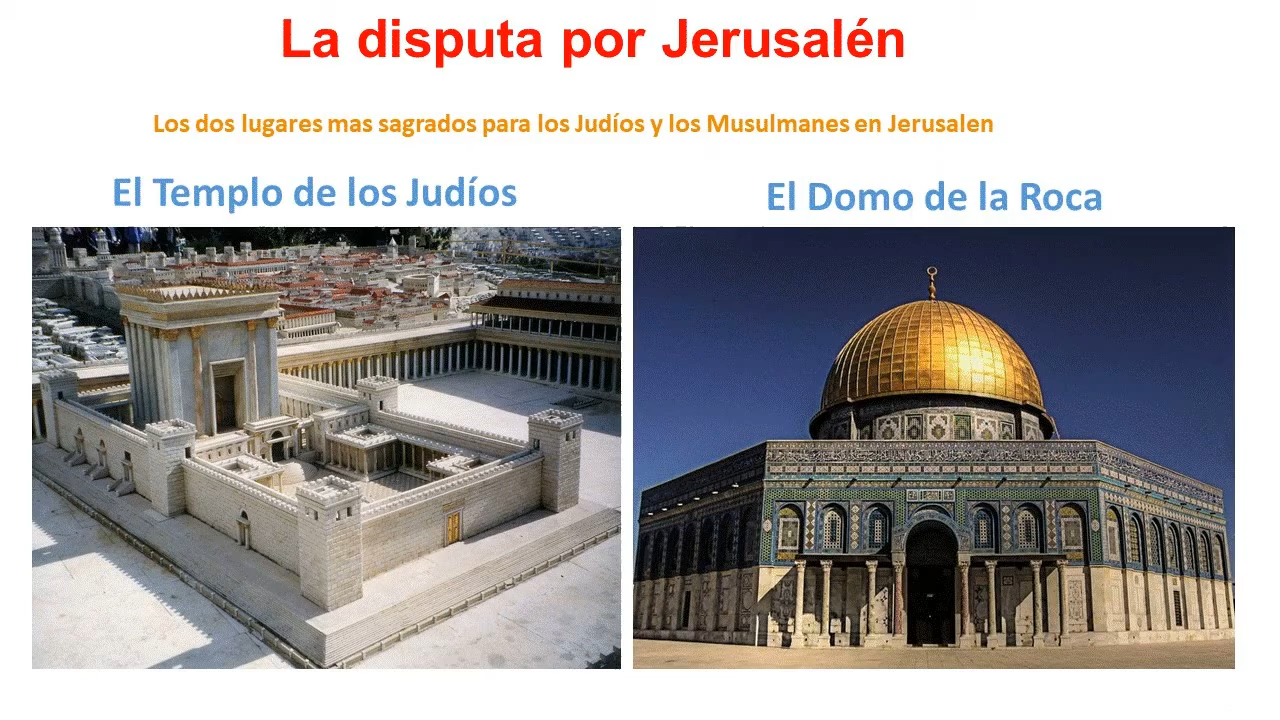 La disputa por Jerusalén
Los dos lugares mas sagrados para los Judíos y los Musulmanes en Jerusalen
El Templo de los Judíos
El Domo de la Roca